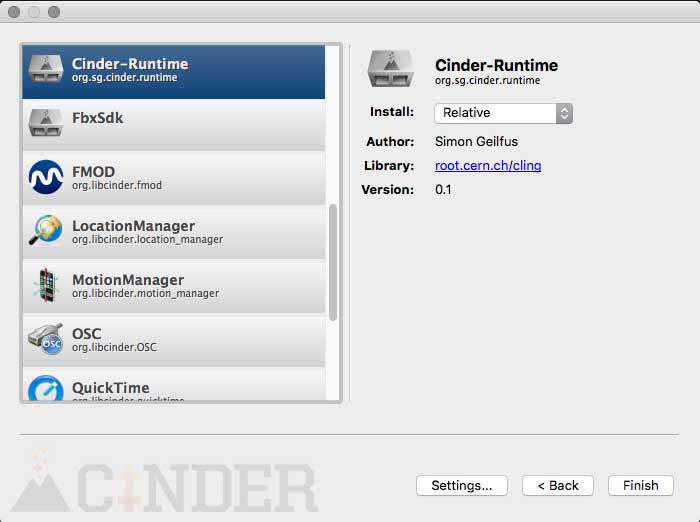 Cinder-Runtime
org.sg.cinder.runtime
FbxSdk
FMOD
org.libcinder.fmod
LocationManager
org.libcinder.location_manager
MotionManager
org.libcinder.motion_manager
OSC
org.libcinder.OSC
OSC
QuickTime
org.libcinder.quicktime
Cinder-Runtime
org.sg.cinder.runtime
Install: Relative
Author: Simon Geilfus
Library: root.cern.ch/cling
Version: 0.1
CINDER
Settings... < Back Finish